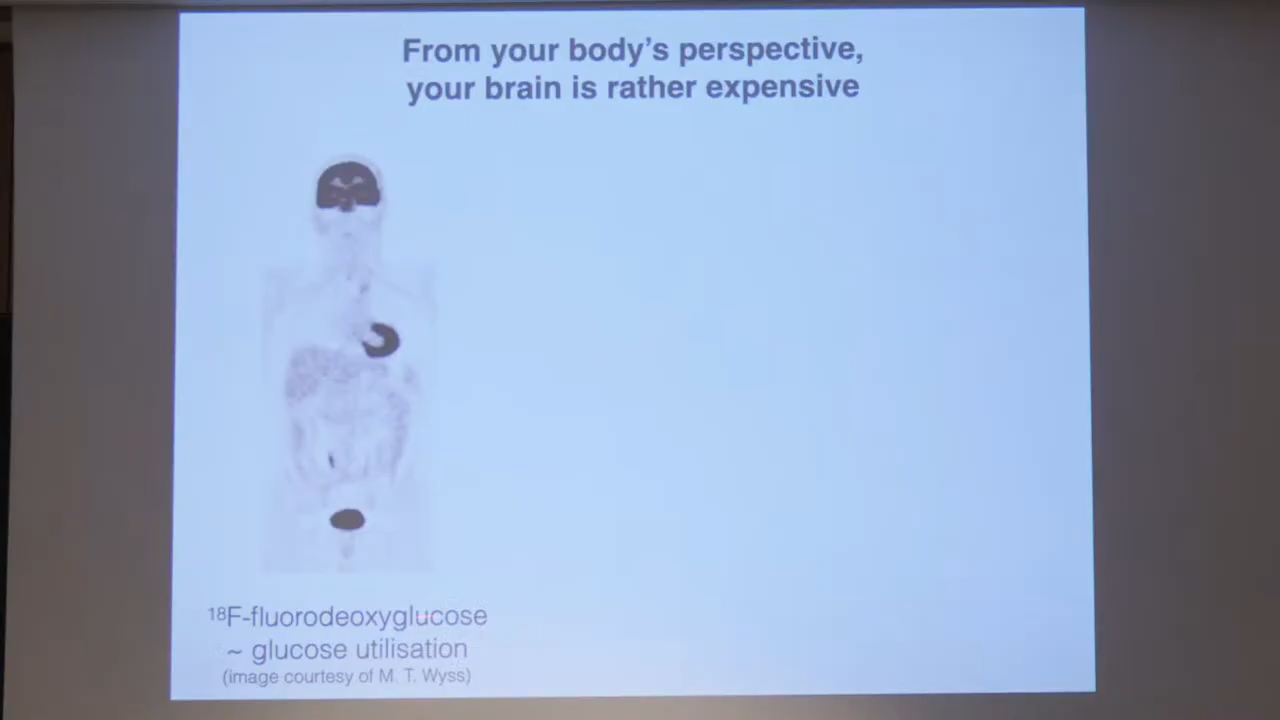 From your body's perspective,
your brain is rather expensive
18F-fluorodeoxyglucose
~ glucose utilisation
(image courtesy of M. T. Wyss)